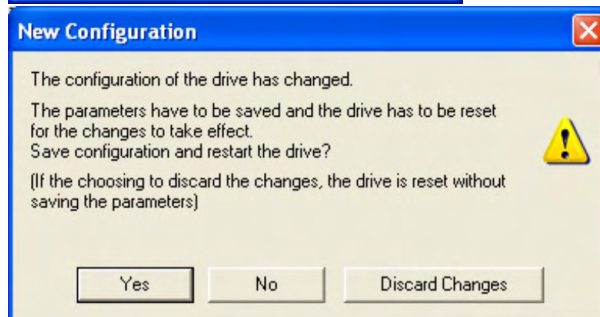 New Configuration
The configuration of the drive has changed.
The parameters have to be saved and the drive has to be reset
for the changes to take effect.
Save configuration and restart the drive?
(If the choosing to discard the changes, the drive is reset without
saving the parameters)
Yes
No
Discard Changes